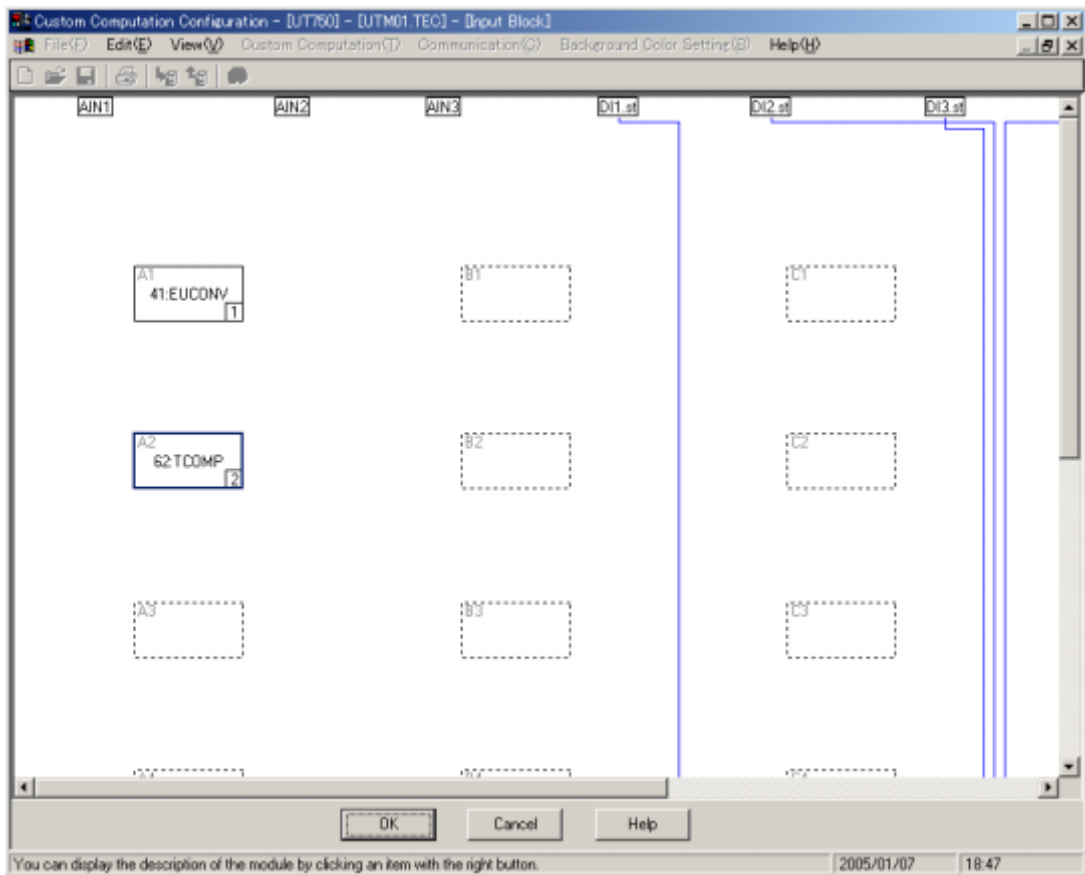 Custom Computation Configuration - [UT750] - [UTM01.TEC] - [Input Block]
File(F) Edit(E) View(V) Custom Computation(T) Communication(C) Background Color Setting(B) Help(H)
AIN1 AIN2 AIN3 DI1.st DI2.st DI3.st
A1 B1 C1
41:EUCONV
1
A2 B2 C2
62:TCOMP
2
A3 B3 C3
OK Cancel Help
You can display the description of the module by clicking an item with the right button. 2005/01/07 18:47